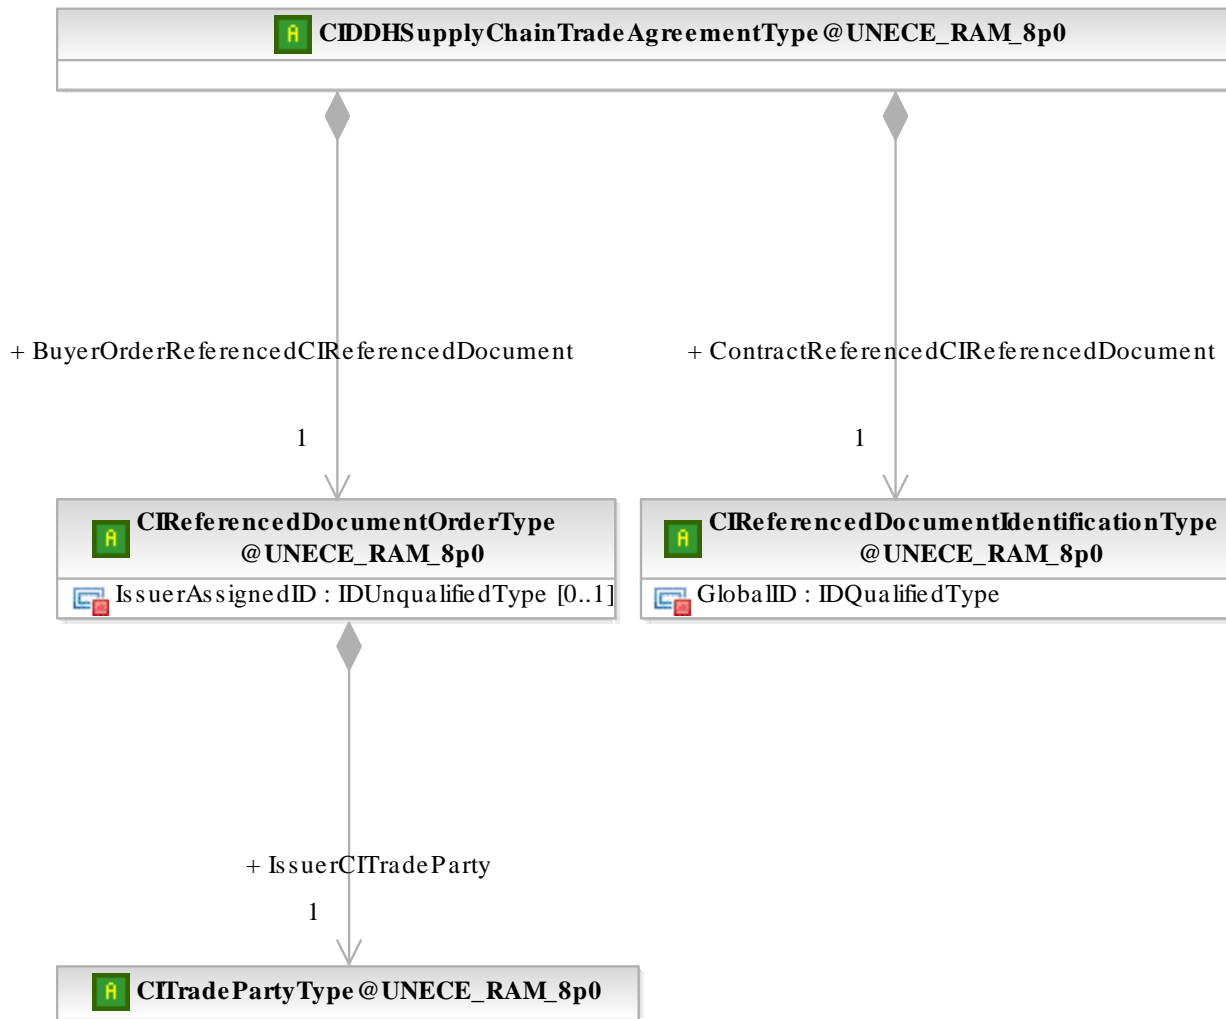 A CIDDHSupplyChainTradeAgreementType@UNECE_RAM_8p0
+ BuyerOrderReferencedCIReferencedDocument
+ ContractReferencedCIReferencedDocument
1
1
A CIReferencedDocumentOrderType
@UNECE_RAM_8p0
IssuerAssignedID : IDUnqualifiedType [0..1]
A CIReferencedDocumentIdentificationType
@UNECE_RAM_8p0
GlobalID : IDQualifiedType
+ IssuerCITradeParty
1
A CITradePartyType@UNECE_RAM_8p0